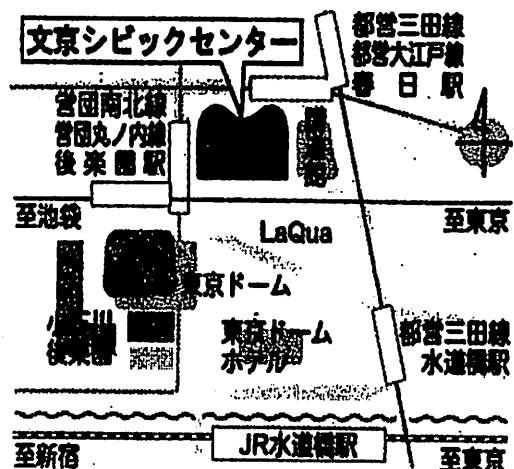 文京シビックセンター
都営三田線
都営大江戸線
春日駅
営団南北線
営団丸ノ内線
後楽園駅
至池袋
至東京
LaQua
東京ドーム
後楽園
東京ドーム
ホテル
都営三田線
水道橋駅
JR水道橋駅
至新宿
至東京